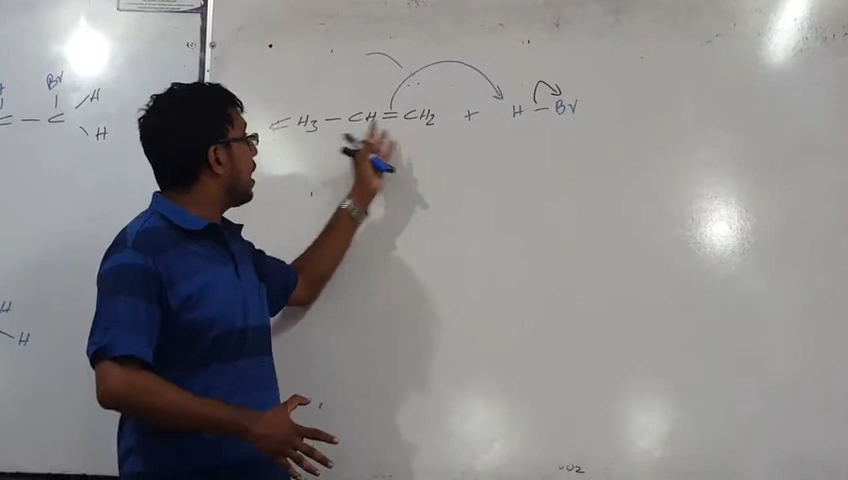 Br
C — C
H
H
CH3 — CH = CH2 + H — Br
H
H